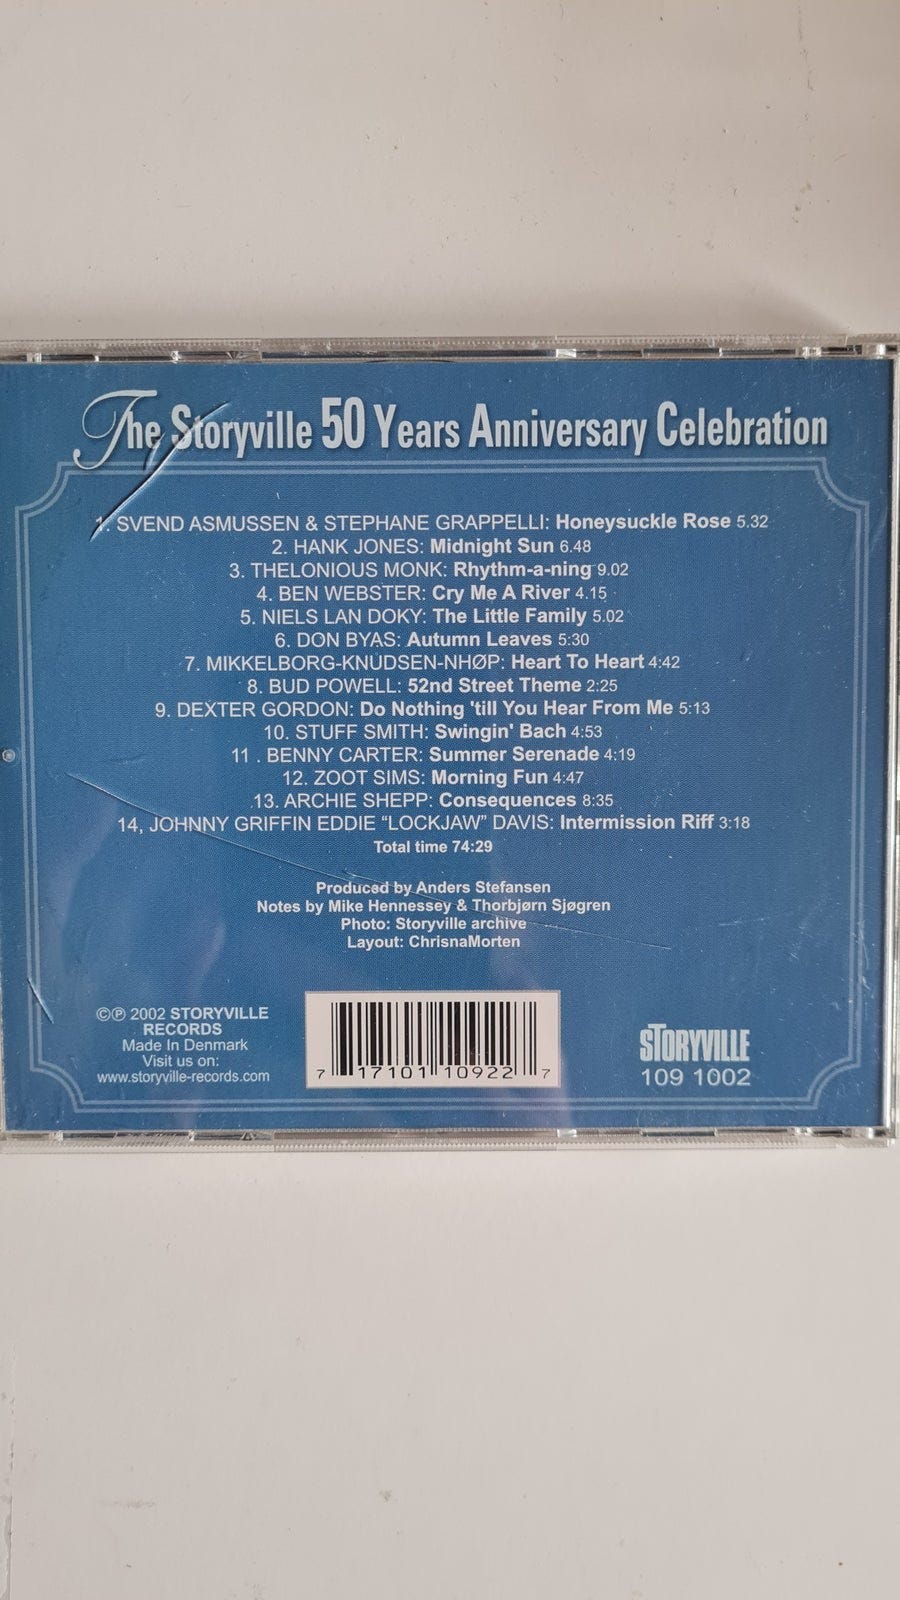 The Storyville 50 Years Anniversary Celebration
1. SVEND ASMUSSEN & STEPHANE GRAPPELLI: Honeysuckle Rose 5.32
2. HANK JONES: Midnight Sun 6.48
3. THELONIOUS MONK: Rhythm-a-ning 9.02
4. BEN WEBSTER: Cry Me A River 4.15
5. NIELS LAN DOKY: The Little Family 5.02
6. DON BYAS: Autumn Leaves 5:30
7. MIKKELBORG-KNUDSEN-NHØP: Heart To Heart 4:42
8. BUD POWELL: 52nd Street Theme 2:25
9. DEXTER GORDON: Do Nothing 'till You Hear From Me 5:13
10. STUFF SMITH: Swingin' Bach 4:53
11 . BENNY CARTER: Summer Serenade 4:19
12. ZOOT SIMS: Morning Fun 4:47
13. ARCHIE SHEPP: Consequences 8:35
14, JOHNNY GRIFFIN EDDIE “LOCKJAW” DAVIS: Intermission Riff 3:18
Total time 74:29
Produced by Anders Stefansen
Notes by Mike Hennessey & Thorbjørn Sjøgren
Photo: Storyville archive
Layout: ChrisnaMorten
©℗ 2002 STORYVILLE
RECORDS
Made In Denmark
Visit us on:
www.storyville-records.com
7 17101 10922 7
STORYVILLE
109 1002